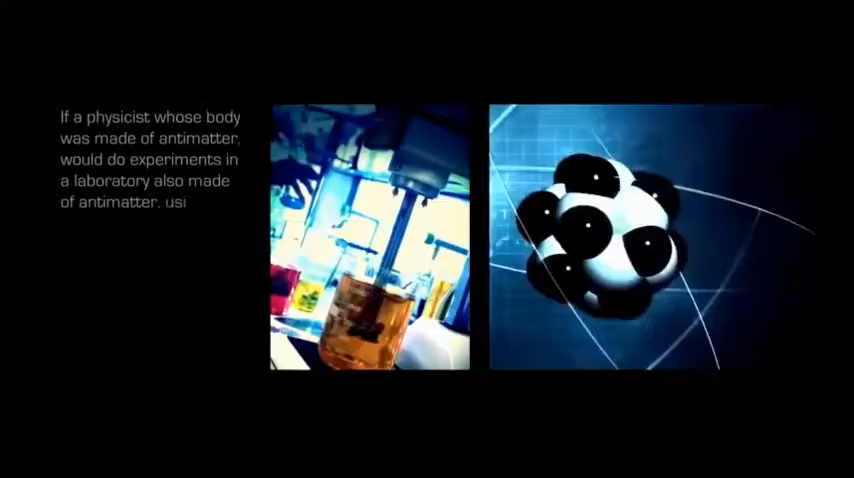 If a physicist whose body
was made of antimatter,
would do experiments in
a laboratory also made
of antimatter, usi